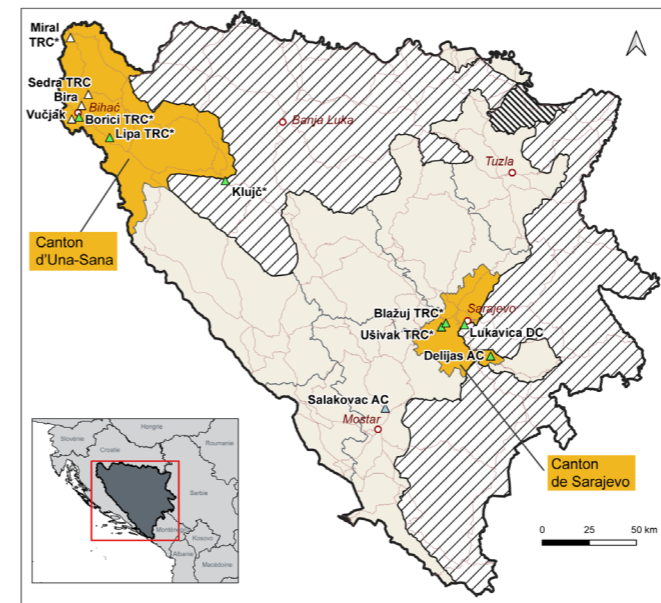 Miral
TRC*
Sedra TRC
Bira
Bihać
Vučjak
Borici TRC*
Lipa TRC*
Banja Luka
Tuzla
Klujč*
Canton
d'Una-Sana
Blažuj TRC*
Sarajevo
Ušivak TRC*
Lukavica DC
Delijas AC
Salakovac AC
Mostar
Canton
de Sarajevo
0 25 50 km
Hongrie
Slovénie
Croatie
Roumanie
Serbie
Monténégro
Kosovo
Albanie
Macédoine